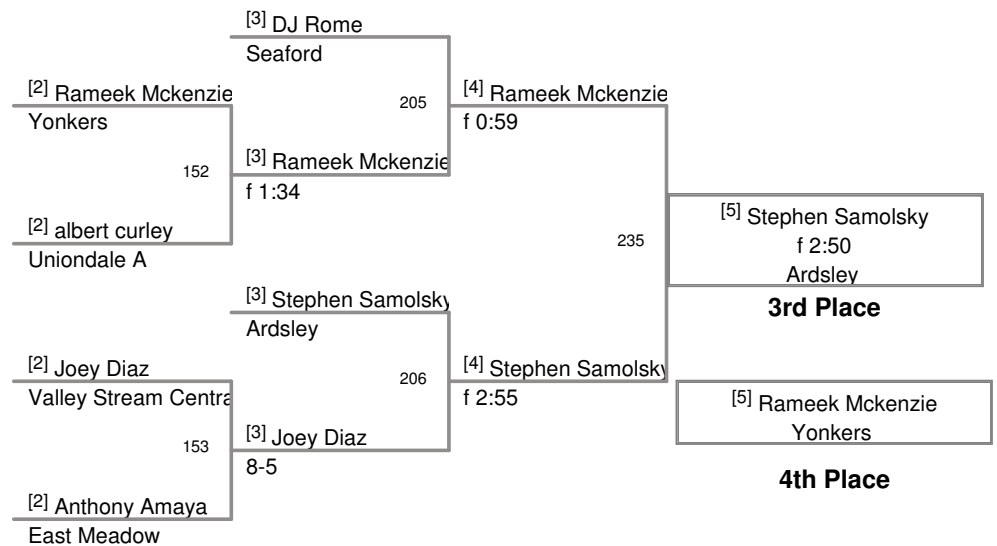 [3] DJ Rome
Seaford
[2] Rameek Mckenzie
Yonkers
205
[4] Rameek Mckenzie
f 0:59
152
[3] Rameek Mckenzie
f 1:34
[2] albert curley
Uniondale A
235
[5] Stephen Samolsky
f 2:50
Ardsley
3rd Place
[3] Stephen Samolsky
Ardsley
[2] Joey Diaz
Valley Stream Centra
206
[4] Stephen Samolsky
f 2:55
[5] Rameek Mckenzie
Yonkers
4th Place
153
[3] Joey Diaz
8-5
[2] Anthony Amaya
East Meadow